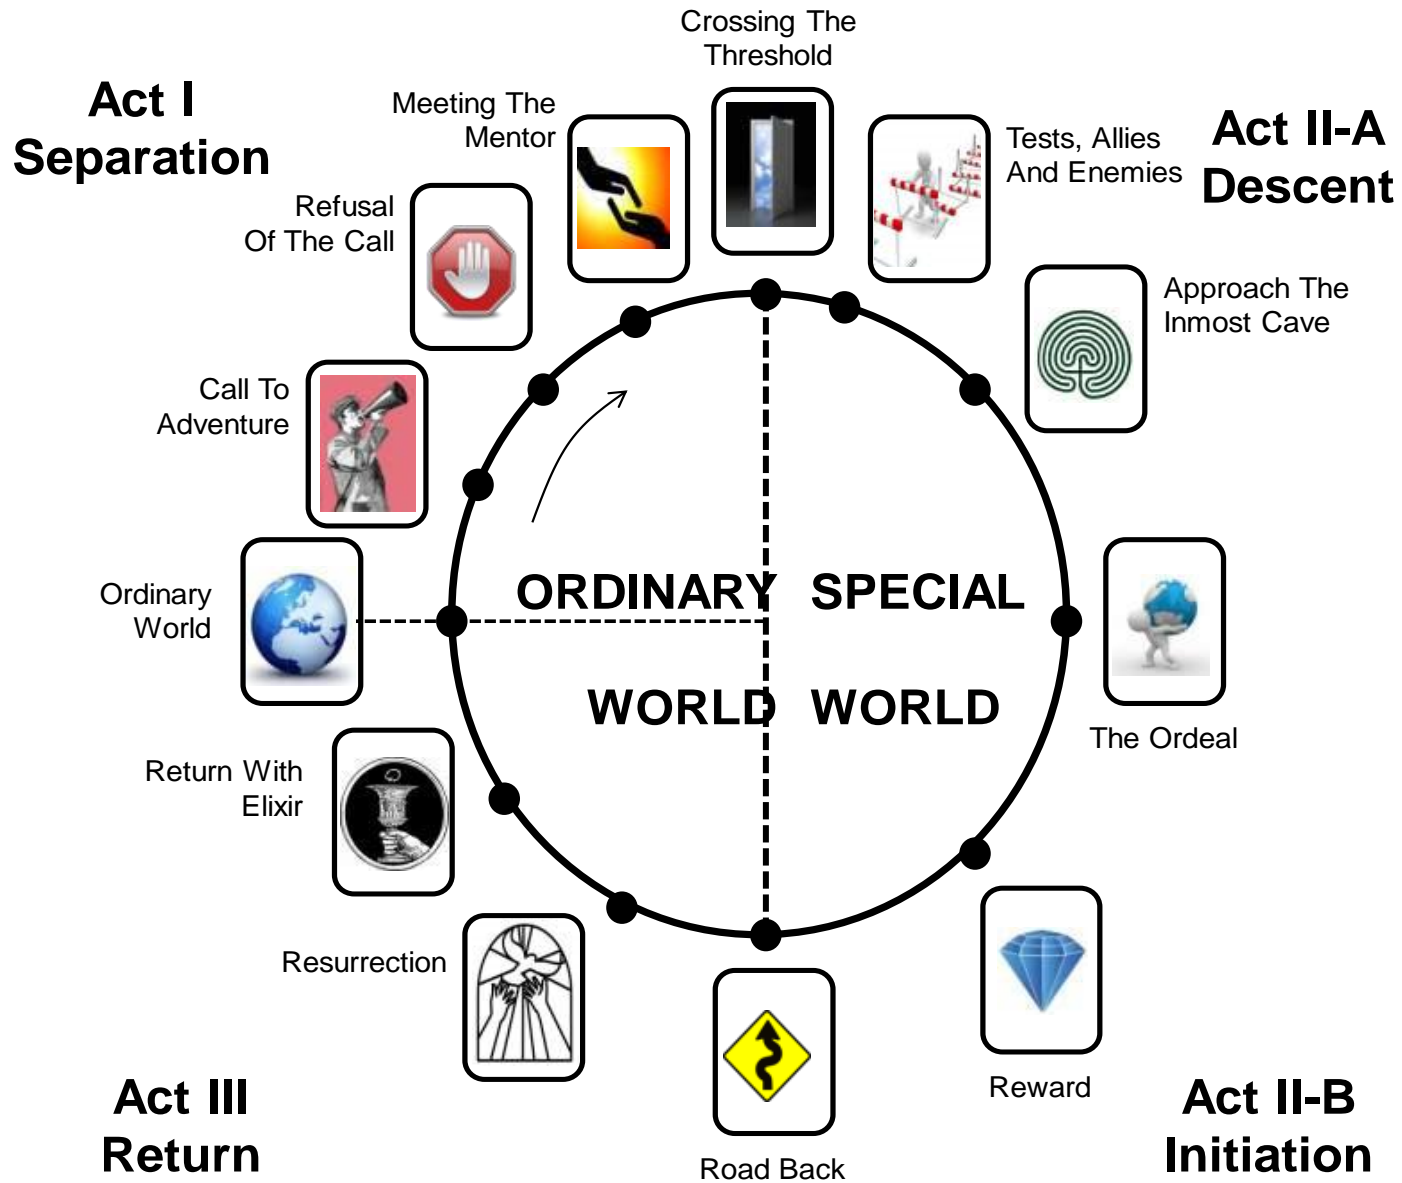 Crossing The
Threshold
Act I
Separation
Meeting The
Mentor
Tests, Allies
And Enemies
Act II-A
Descent
Refusal
Of The Call
Approach The
Inmost Cave
Call To
Adventure
Ordinary
World
ORDINARY
WORLD
SPECIAL
WORLD
The Ordeal
Return With
Elixir
Resurrection
Reward
Road Back
Act III
Return
Act II-B
Initiation